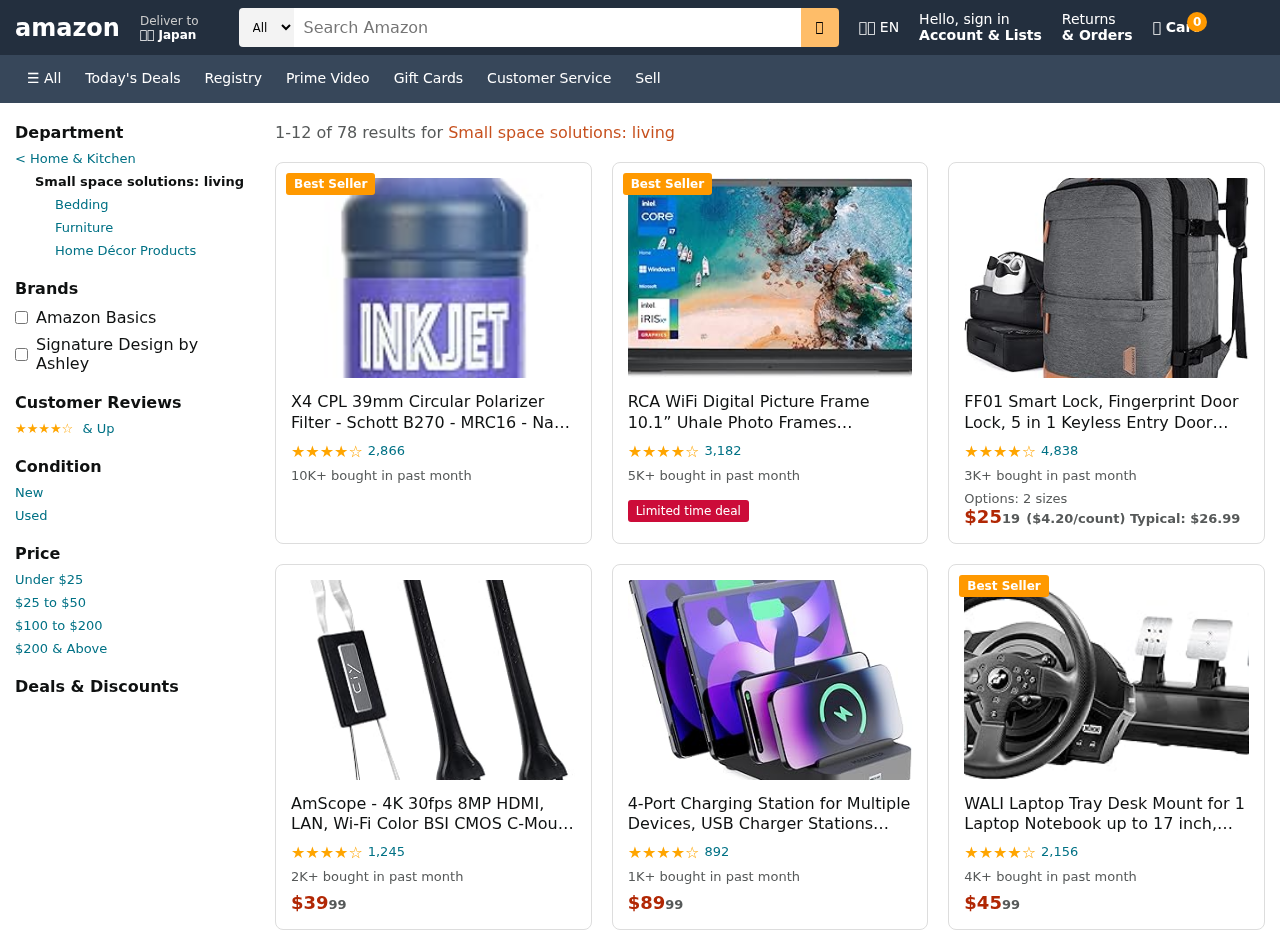 amazon
Deliver to
Japan
All
Search Amazon
EN
Hello, sign in
Account & Lists
Returns
& Orders
0
☰ All
Today's Deals
Registry
Prime Video
Gift Cards
Customer Service
Sell
Department
< Home & Kitchen
Small space solutions: living
Bedding
Furniture
Home Décor Products
Brands
Amazon Basics
Signature Design by
Ashley
Customer Reviews
★★★★☆ & Up
Condition
New
Used
Price
Under $25
$25 to $50
$100 to $200
$200 & Above
Deals & Discounts
1-12 of 78 results for Small space solutions: living
Best Seller
INKJET
X4 CPL 39mm Circular Polarizer
Filter - Schott B270 - MRC16 - Na…
★★★★☆ 2,866
10K+ bought in past month
Best Seller
intel
CORE
i7
Home
Windows 11
Microsoft
intel
iRIS xe
GRAPHICS
RCA WiFi Digital Picture Frame
10.1” Uhale Photo Frames…
★★★★☆ 3,182
5K+ bought in past month
Limited time deal
FF01 Smart Lock, Fingerprint Door
Lock, 5 in 1 Keyless Entry Door…
★★★★☆ 4,838
3K+ bought in past month
Options: 2 sizes
$25 19 ($4.20/count) Typical: $26.99
AmScope - 4K 30fps 8MP HDMI,
LAN, Wi-Fi Color BSI CMOS C-Mou…
★★★★☆ 1,245
2K+ bought in past month
$39 99
4-Port Charging Station for Multiple
Devices, USB Charger Stations…
★★★★☆ 892
1K+ bought in past month
$89 99
Best Seller
WALI Laptop Tray Desk Mount for 1
Laptop Notebook up to 17 inch,…
★★★★☆ 2,156
4K+ bought in past month
$45 99